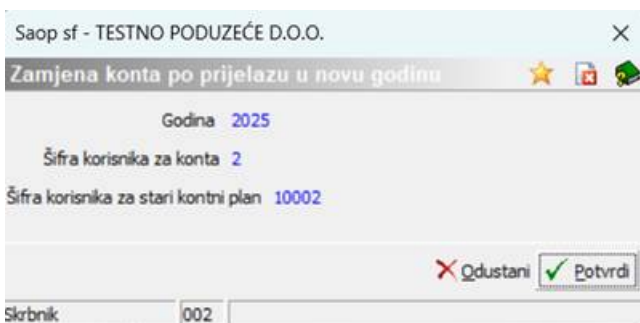 Saop sf - TESTNO PODUZEĆE D.O.O.
Zamjena konta po prijelazu u novu godinu
Godina 2025
Šifra korisnika za konta 2
Šifra korisnika za stari kontni plan 10002
Odustani Potvrdi
Skrbnik 002